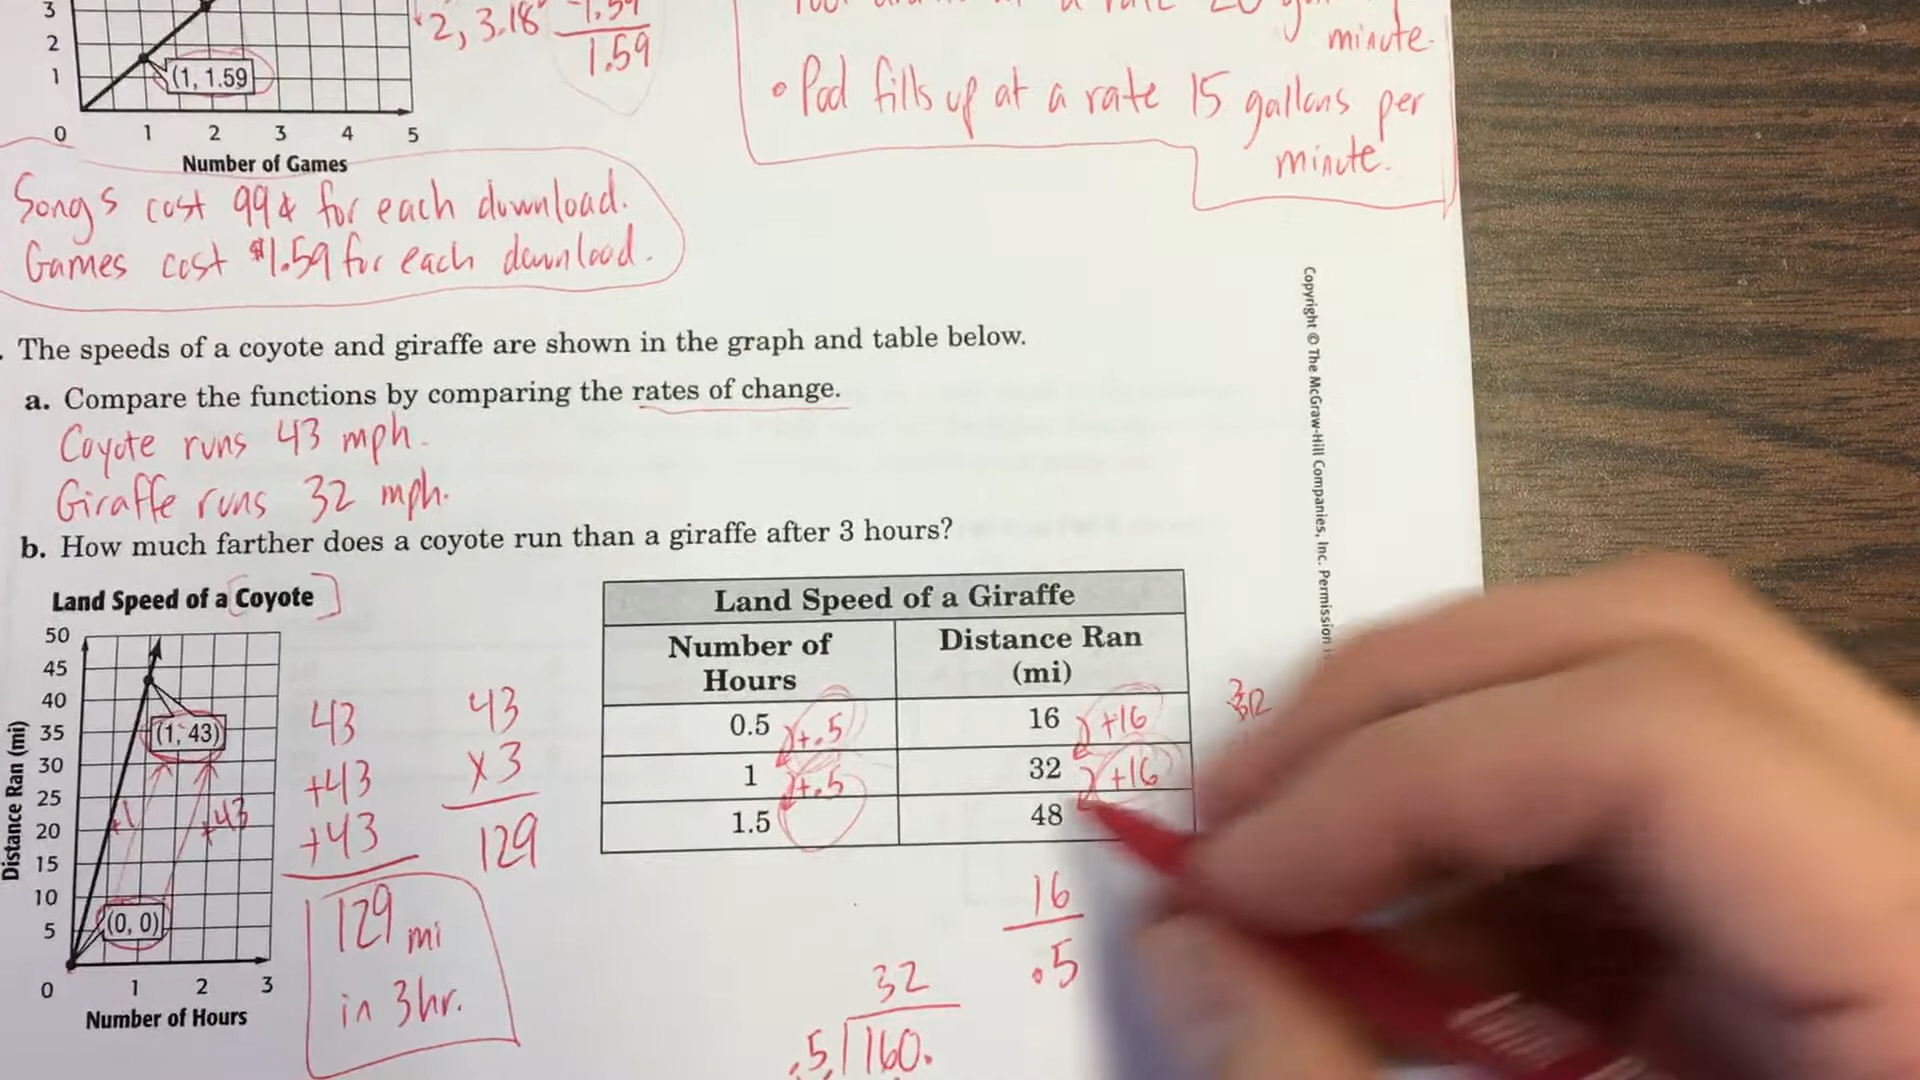 3
2
1
(1, 1.59
0 1 2 3 4 5
Number of Games
2, 3.18
1.59
minute.
• Pool fills up at a rate 15 gallons per
minute.
Songs cost 99¢ for each download.
Games cost $1.59 for each download.
The speeds of a coyote and giraffe are shown in the graph and table below.
a. Compare the functions by comparing the rates of change.
Coyote runs 43 mph.
Giraffe runs 32 mph.
b. How much farther does a coyote run than a giraffe after 3 hours?
Land Speed of a [Coyote]
Distance Ran (mi)
50
45
40
35
30
25
20
15
10
5
(1, 43)
+1 +43
(0, 0)
0 1 2 3
Number of Hours
43
+43
+43
129 mi
in 3hr.
43
x3
129
Land Speed of a Giraffe
Number of Hours
Distance Ran (mi)
0.5 +.5 16 +16
1 +.5 32 +16
1.5 48
16
.5
32
.5 160.
Copyright © The McGraw-Hill Companies, Inc. Permission